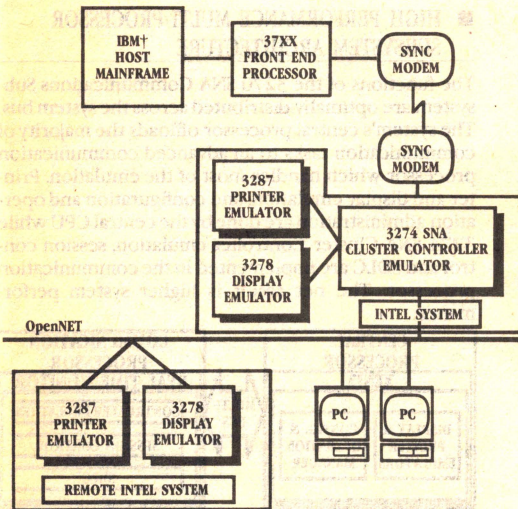 IBM†
HOST
MAINFRAME
37XX
FRONT END
PROCESSOR
SYNC
MODEM
SYNC
MODEM
3287
PRINTER
EMULATOR
3278
DISPLAY
EMULATOR
3274 SNA
CLUSTER CONTROLLER
EMULATOR
INTEL SYSTEM
OpenNET
3287
PRINTER
EMULATOR
3278
DISPLAY
EMULATOR
REMOTE INTEL SYSTEM
PC
PC